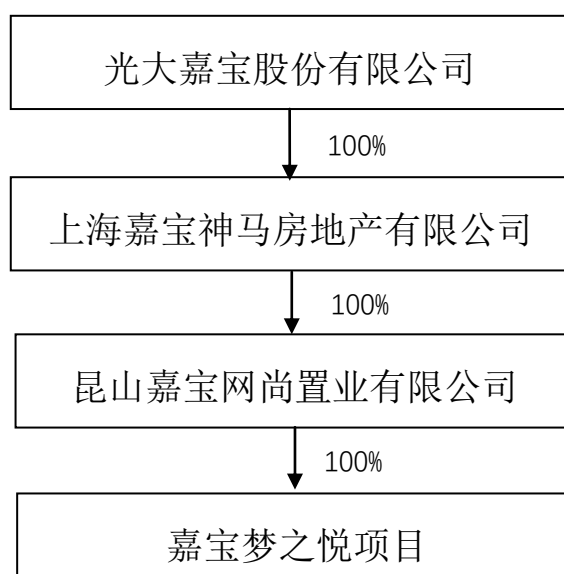 光大嘉宝股份有限公司
100%
上海嘉宝神马房地产有限公司
100%
昆山嘉宝网尚置业有限公司
100%
嘉宝梦之悦项目